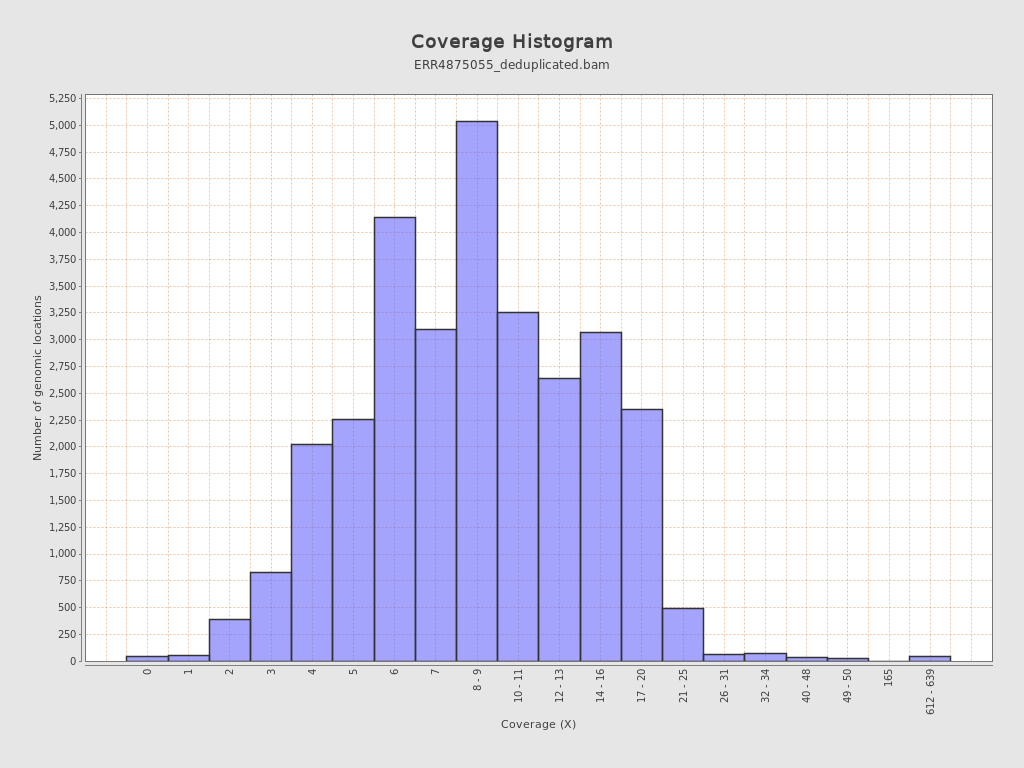 Coverage Histogram
ERR4875055_deduplicated.bam
Number of genomic locations
5,250
5,000
4,750
4,500
4,250
4,000
3,750
3,500
3,250
3,000
2,750
2,500
2,250
2,000
1,750
1,500
1,250
1,000
750
500
250
0
0
1
2
3
4
5
6
7
8 - 9
10 - 11
12 - 13
14 - 16
17 - 20
21 - 25
26 - 31
32 - 34
40 - 48
49 - 50
165
612 - 639
Coverage (X)